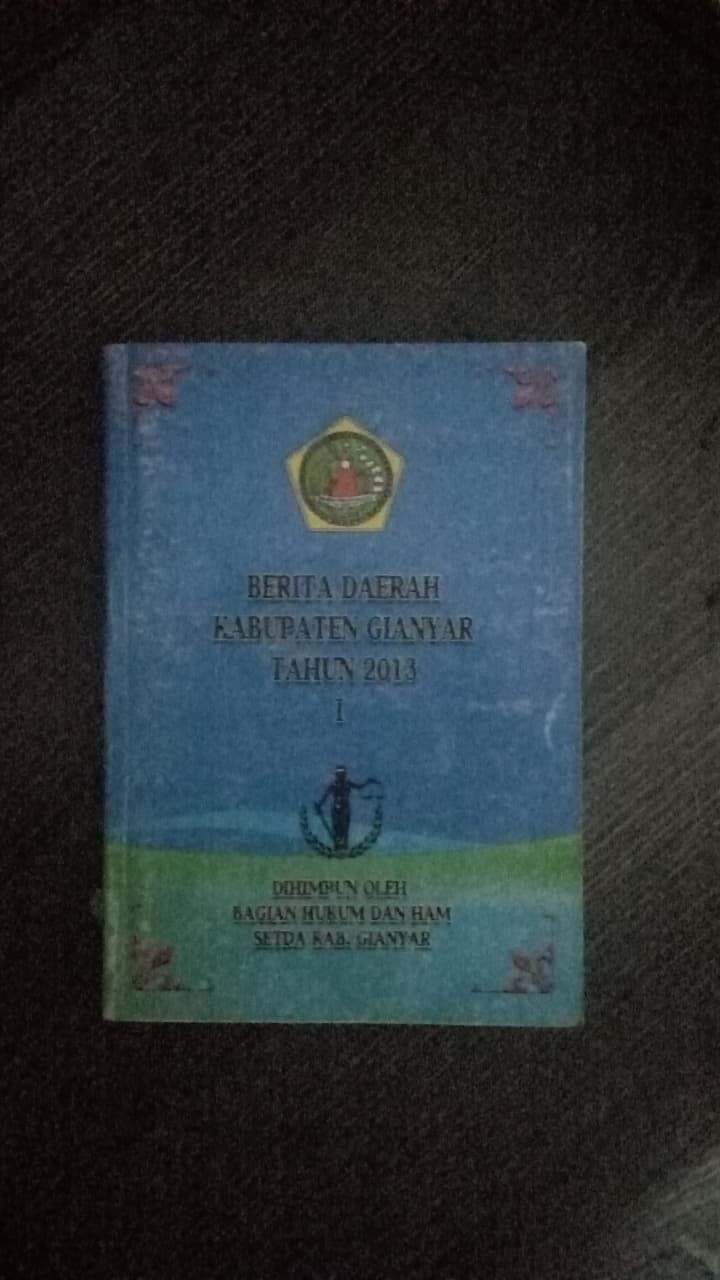 BERITA DAERAH
KABUPATEN GIANYAR
TAHUN 2013
I
DIHIMPUN OLEH
BAGIAN HUKUM DAN HAM
SETDA KAB. GIANYAR